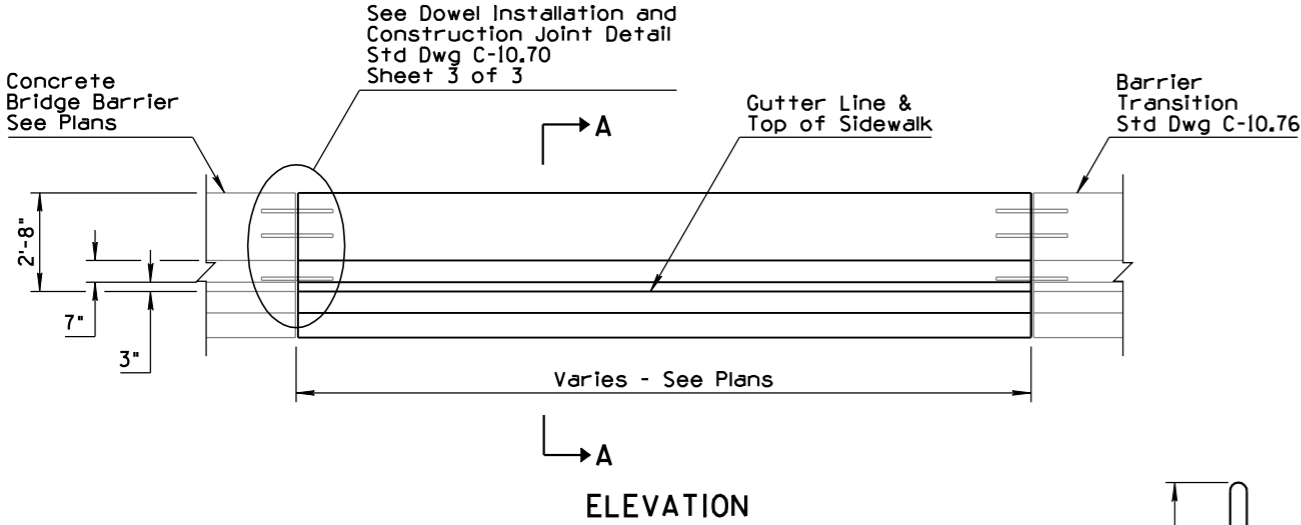 See Dowel Installation and
Construction Joint Detail
Std Dwg C-10.70
Sheet 3 of 3
Concrete
Bridge Barrier
See Plans
Gutter Line &
Top of Sidewalk
Barrier
Transition
Std Dwg C-10.76
A
2'-8"
7"
3"
Varies - See Plans
A
ELEVATION